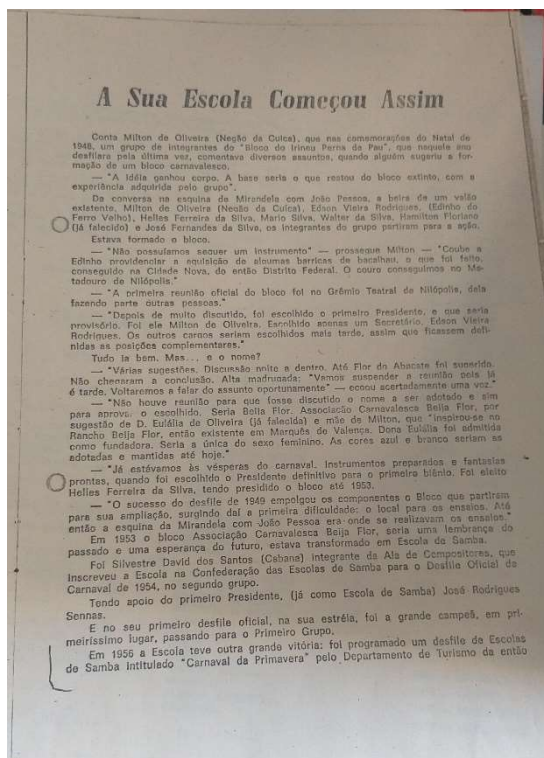 A Sua Escola Começou Assim
Conta Milton de Oliveira (Negão da Cuíca), que nas comemorações do Natal de
1948, um grupo de integrantes do "Bloco do Irineu Perna de Pau", que naquele ano
desfilara pela última vez, comentava diversos assuntos, quando alguém sugeriu a for-
mação de um bloco carnavalesco.
— "A idéia ganhou corpo. A base seria o que restou do bloco extinto, com a
experiência adquirida pelo grupo".
Da conversa na esquina de Mirandela com João Pessoa, a beira de um valão
existente, Milton de Oliveira (Negão da Cuíca), Edson Vieira Rodrigues, (Edinho do
Ferro Velho), Helles Ferreira da Silva, Mario Silva, Walter da Silva, Hamilton Floriano
(já falecido) e José Fernandes da Silva, os integrantes do grupo partiram para a ação.
Estava formado o bloco.
— "Não possuíamos sequer um instrumento" — prossegue Milton — "Coube a
Edinho providenciar a aquisição de algumas barricas de bacalhau, o que foi feito,
conseguido na Cidade Nova, do então Distrito Federal. O couro conseguimos no Ma-
tadouro de Nilópolis."
— "A primeira reunião oficial do bloco foi no Grêmio Teatral de Nilópolis, dela
fazendo parte outras pessoas."
— "Depois de muito discutido, foi escolhido o primeiro Presidente, e que seria
provisório. Foi ele Milton de Oliveira. Escolhido apenas um Secretário, Edson Vieira
Rodrigues. Os outros cargos seriam escolhidos mais tarde, assim que ficassem defi-
nidas as posições complementares."
Tudo ia bem. Mas... e o nome?
— "Várias sugestões. Discussão noite a dentro. Até Flor do Abacate foi sugerido.
Não chegaram a conclusão. Alta madrugada: "Vamos suspender a reunião pois já
é tarde. Voltaremos a falar do assunto oportunamente" — ecoou acertadamente uma voz."
— "Não houve reunião para que fosse discutido o nome a ser adotado e sim
para aprovar o escolhido. Seria Beija Flor. Associação Carnavalesca Beija Flor, por
sugestão de D. Eulália de Oliveira (já falecida) e mãe de Milton, que "inspirou-se no
Rancho Beija Flor, então existente em Marquês de Valença. Dona Eulália foi admitida
como fundadora. Seria a única do sexo feminino. As cores azul e branco seriam as
adotadas e mantidas até hoje."
— "Já estávamos às vésperas do carnaval. Instrumentos preparados e fantasias
prontas, quando foi escolhido o Presidente definitivo para o primeiro biênio. Foi eleito
Helles Ferreira da Silva, tendo presidido o bloco até 1953.
— "O sucesso do desfile de 1949 empolgou os componentes o Bloco que partiram
para sua ampliação, surgindo daí a primeira dificuldade: o local para os ensaios. Até
então a esquina da Mirandela com João Pessoa era onde se realizavam os ensaios."
Em 1953 o bloco Associação Carnavalesca Beija Flor, seria uma lembrança do
passado e uma esperança do futuro, estava transformado em Escola de Samba.
Foi Silvestre David dos Santos (Cabana) integrante da Ala de Compositores, que
inscreveu a Escola na Confederação das Escolas de Samba para o Desfile Oficial de
Carnaval de 1954, no segundo grupo.
Tendo apoio do primeiro Presidente, (já como Escola de Samba) José Rodrigues
Sennas.
E no seu primeiro desfile oficial, na sua estréia, foi a grande campeã, em pri-
meiríssimo lugar, passando para o Primeiro Grupo.
Em 1956 a Escola teve outra grande vitória: foi programado um desfile de Escolas
de Samba intitulado "Carnaval da Primavera" pelo Departamento de Turismo da então